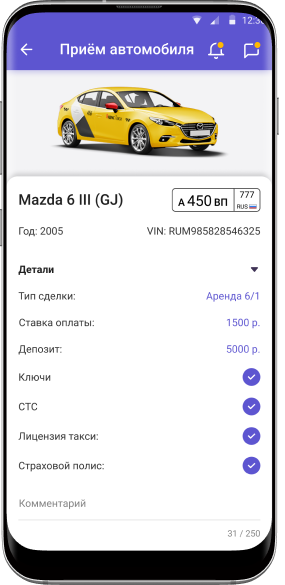 12:30
Приём автомобиля
Mazda 6 III (GJ)
А 450 ВП 777 RUS
Год: 2005 VIN: RUM985828546325
Детали
Тип сделки: Аренда 6/1
Ставка оплаты: 1500 р.
Депозит: 5000 р.
Ключи
СТС
Лицензия такси:
Страховой полис:
Комментарий
31 / 250